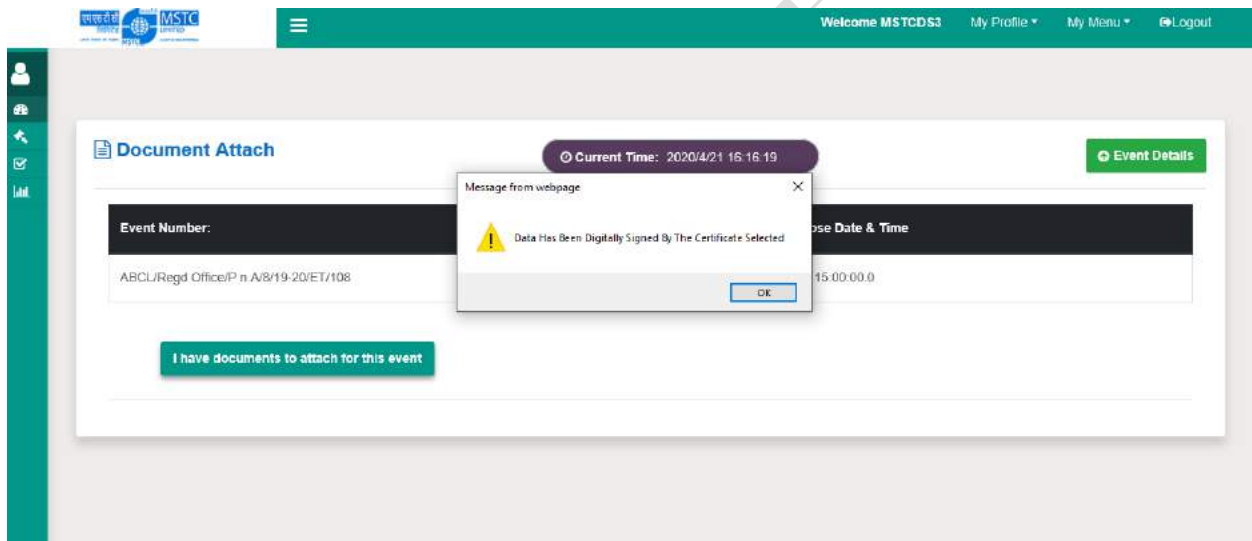 एमएसटीसी MSTC
LIMITED
Welcome MSTCDS3 My Profile My Menu Logout
Document Attach
Current Time: 2020/4/21 16:16:19
Event Details
Message from webpage
Data Has Been Digitally Signed By The Certificate Selected
OK
Event Number:
Date & Time
ABCL/Regd Office/P n A/8/19-20/ET/108
15:00:00.0
I have documents to attach for this event